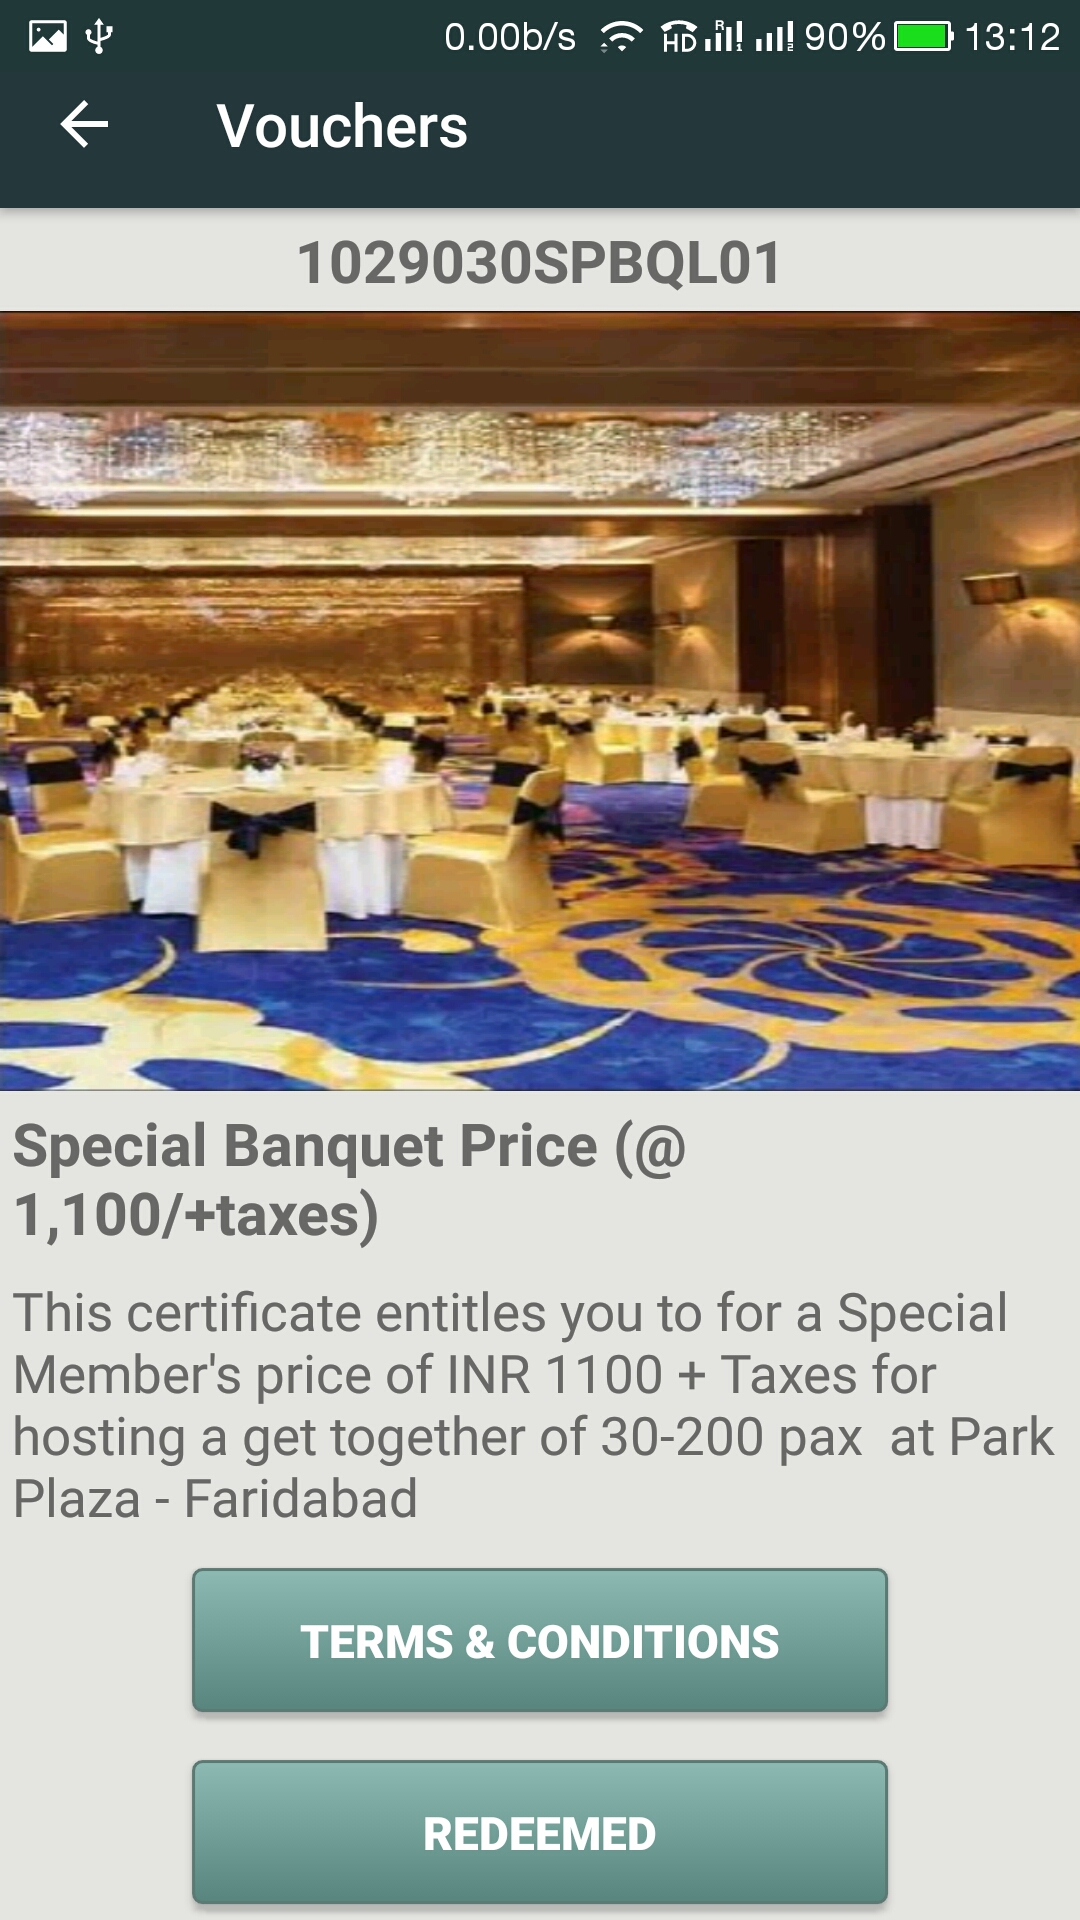 0.00b/s HD R 1 2 90% 13:12
Vouchers
1029030SPBQL01
Special Banquet Price (@
1,100/+taxes)
This certificate entitles you to for a Special
Member's price of INR 1100 + Taxes for
hosting a get together of 30-200 pax  at Park
Plaza - Faridabad
TERMS & CONDITIONS
REDEEMED